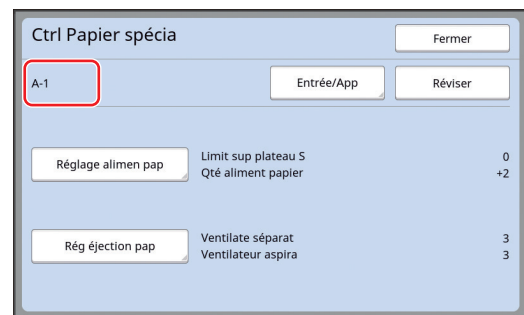 Ctrl Papier spécia
Fermer
A-1
Entrée/App
Réviser
Réglage alimen pap
Limit sup plateau S 0
Qté aliment papier +2
Rég éjection pap
Ventilate séparat 3
Ventilateur aspira 3